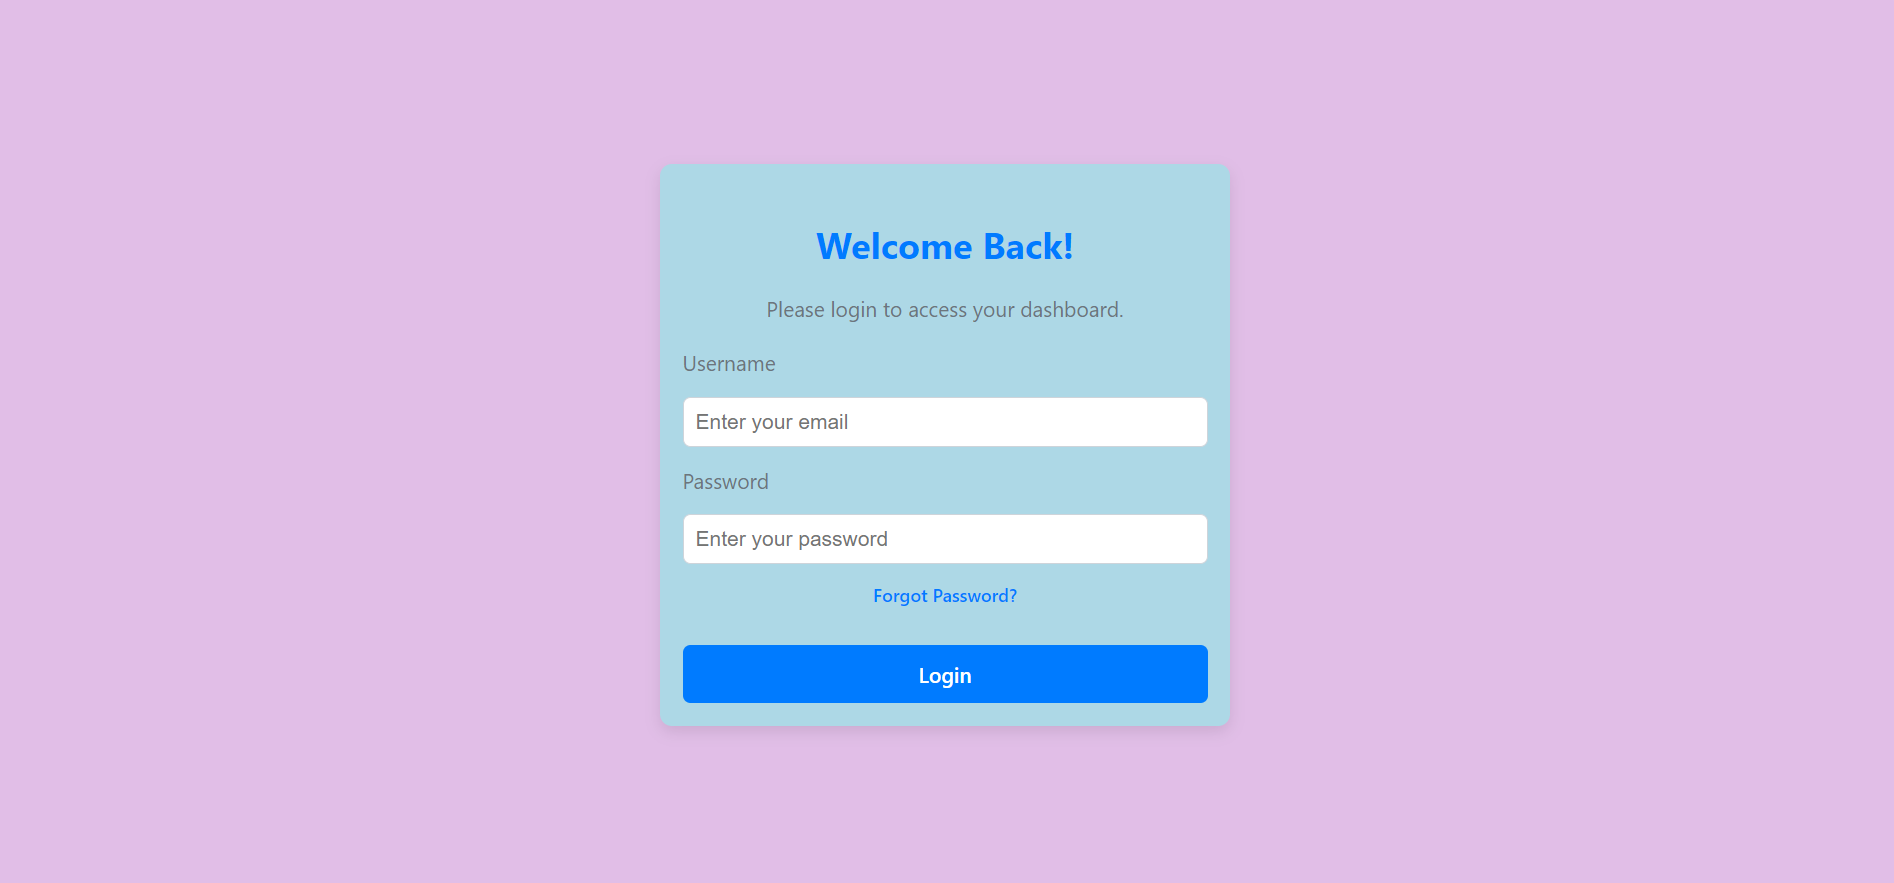 Welcome Back!
Please login to access your dashboard.
Username
Enter your email
Password
Enter your password
Forgot Password?
Login